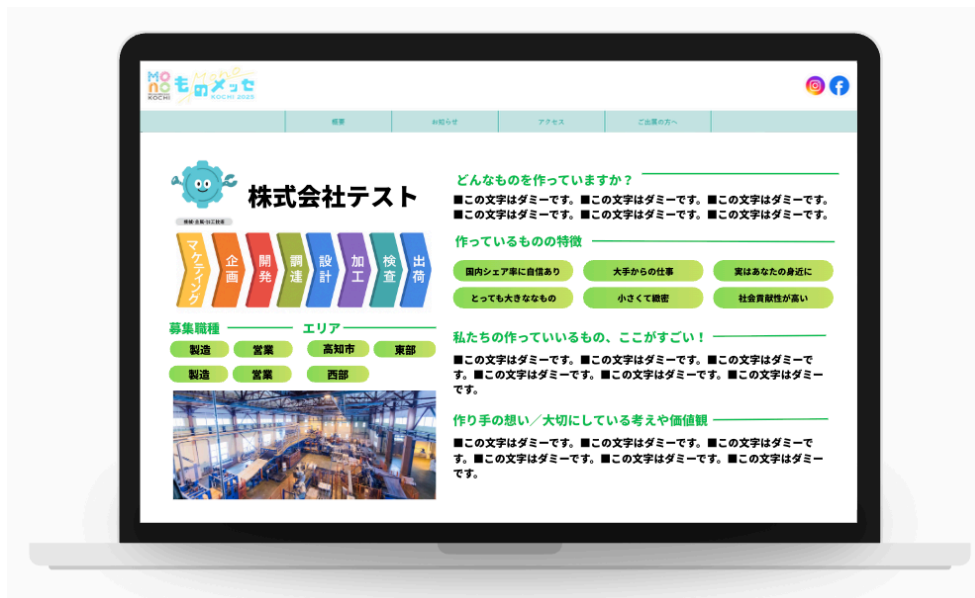 MONO
KOCHI
ものメッセ
KOCHI 2025
概要
お知らせ
アクセス
ご出展の方へ
株式会社テスト
機械・金属・加工技術
マケティング
企画
開発
調達
設計
加工
検査
出荷
募集職種
エリア
製造
営業
高知市
東部
製造
営業
西部
どんなものを作っていますか？
■この文字はダミーです。■この文字はダミーです。■この文字はダミーです。
■この文字はダミーです。■この文字はダミーです。■この文字はダミーです。
作っているものの特徴
国内シェア率に自信あり
大手からの仕事
実はあなたの身近に
とっても大きななもの
小さくて緻密
社会貢献性が高い
私たちの作っていいるもの、ここがすごい！
■この文字はダミーです。■この文字はダミーです。■この文字はダミーで
す。■この文字はダミーです。■この文字はダミーです。■この文字はダミー
です。
作り手の想い／大切にしている考えや価値観
■この文字はダミーです。■この文字はダミーです。■この文字はダミーで
す。■この文字はダミーです。■この文字はダミーです。■この文字はダミー
です。